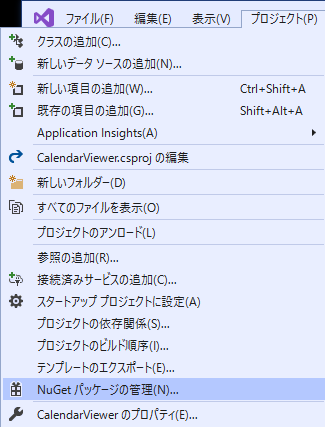 ファイル(F) 編集(E) 表示(V) プロジェクト(P)
クラスの追加(C)...
新しいデータ ソースの追加(N)...
新しい項目の追加(W)... Ctrl+Shift+A
既存の項目の追加(G)... Shift+Alt+A
Application Insights(A)
CalendarViewer.csproj の編集
新しいフォルダー(D)
すべてのファイルを表示(O)
プロジェクトのアンロード(L)
参照の追加(R)...
接続済みサービスの追加(C)...
スタートアップ プロジェクトに設定(A)
プロジェクトの依存関係(S)...
プロジェクトのビルド順序(I)...
テンプレートのエクスポート(E)...
NuGet パッケージの管理(N)...
CalendarViewer のプロパティ(E)...